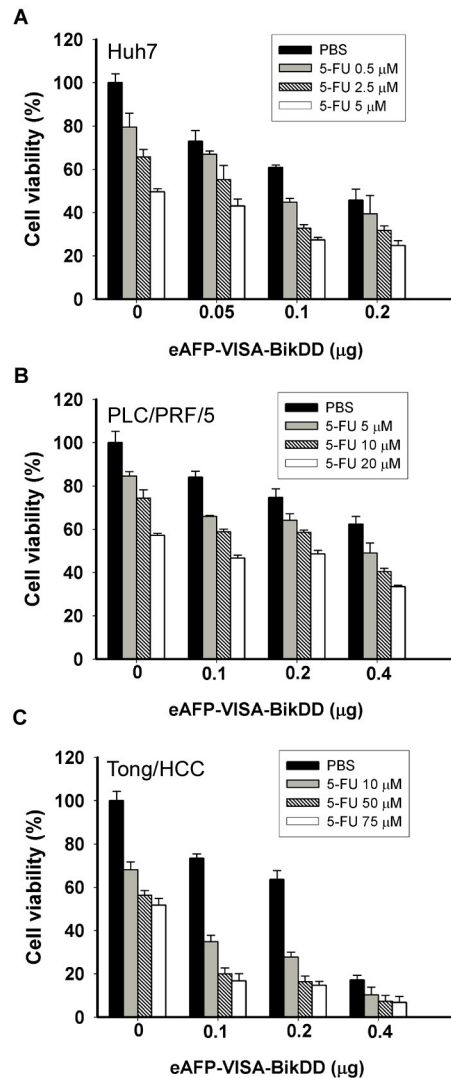 A
Huh7
PBS
5-FU 0.5 μM
5-FU 2.5 μM
5-FU 5 μM
Cell viability (%)
120
100
80
60
40
20
0
0 0.05 0.1 0.2
eAFP-VISA-BikDD (μg)
B
PLC/PRF/5
PBS
5-FU 5 μM
5-FU 10 μM
5-FU 20 μM
Cell viability (%)
120
100
80
60
40
20
0
0 0.1 0.2 0.4
eAFP-VISA-BikDD (μg)
C
Tong/HCC
PBS
5-FU 10 μM
5-FU 50 μM
5-FU 75 μM
Cell viability (%)
120
100
80
60
40
20
0
0 0.1 0.2 0.4
eAFP-VISA-BikDD (μg)